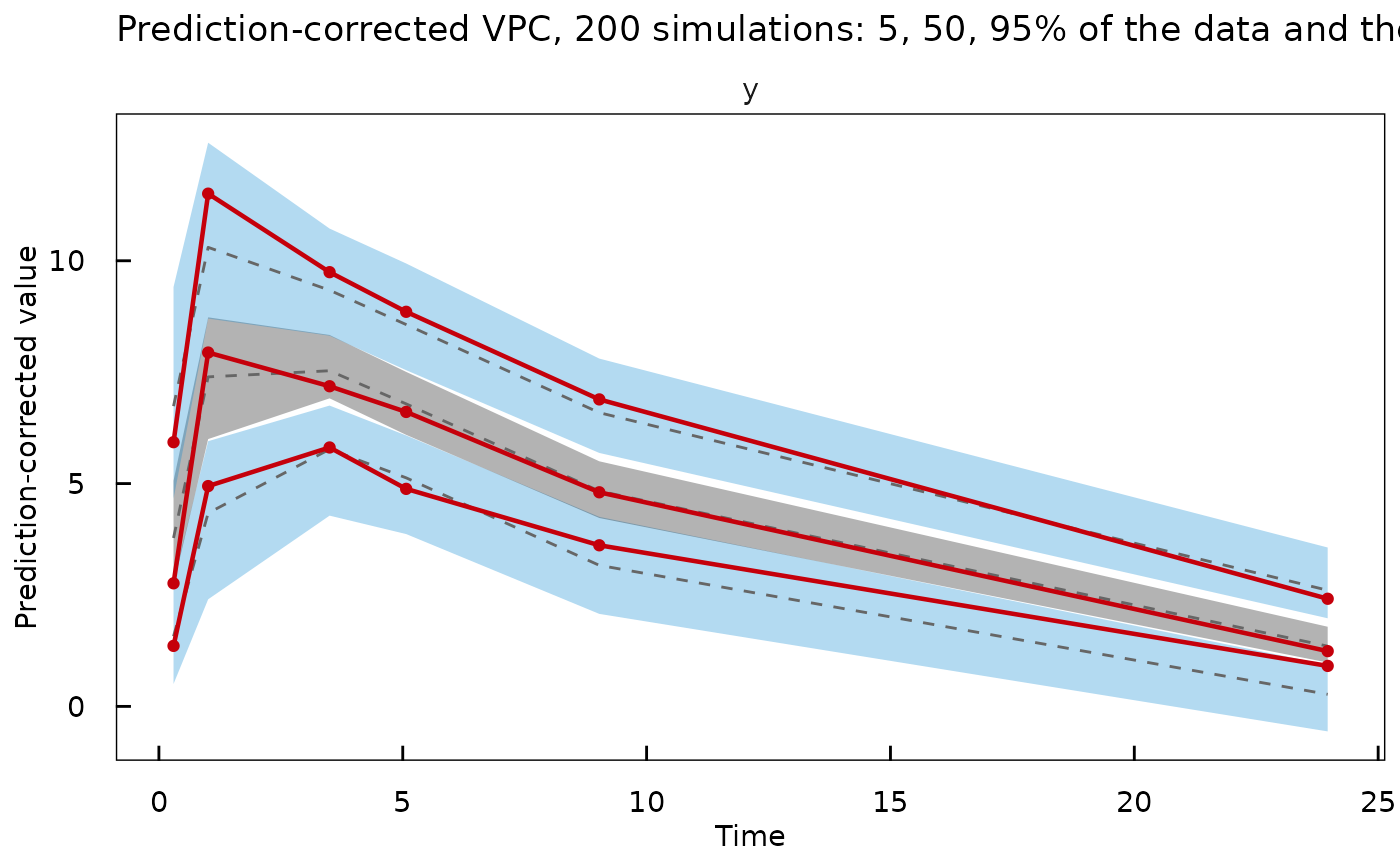 Prediction-corrected VPC, 200 simulations: 5, 50, 95% of the data and
y
Prediction-corrected value
10
5
0
0 5 10 15 20 25
Time